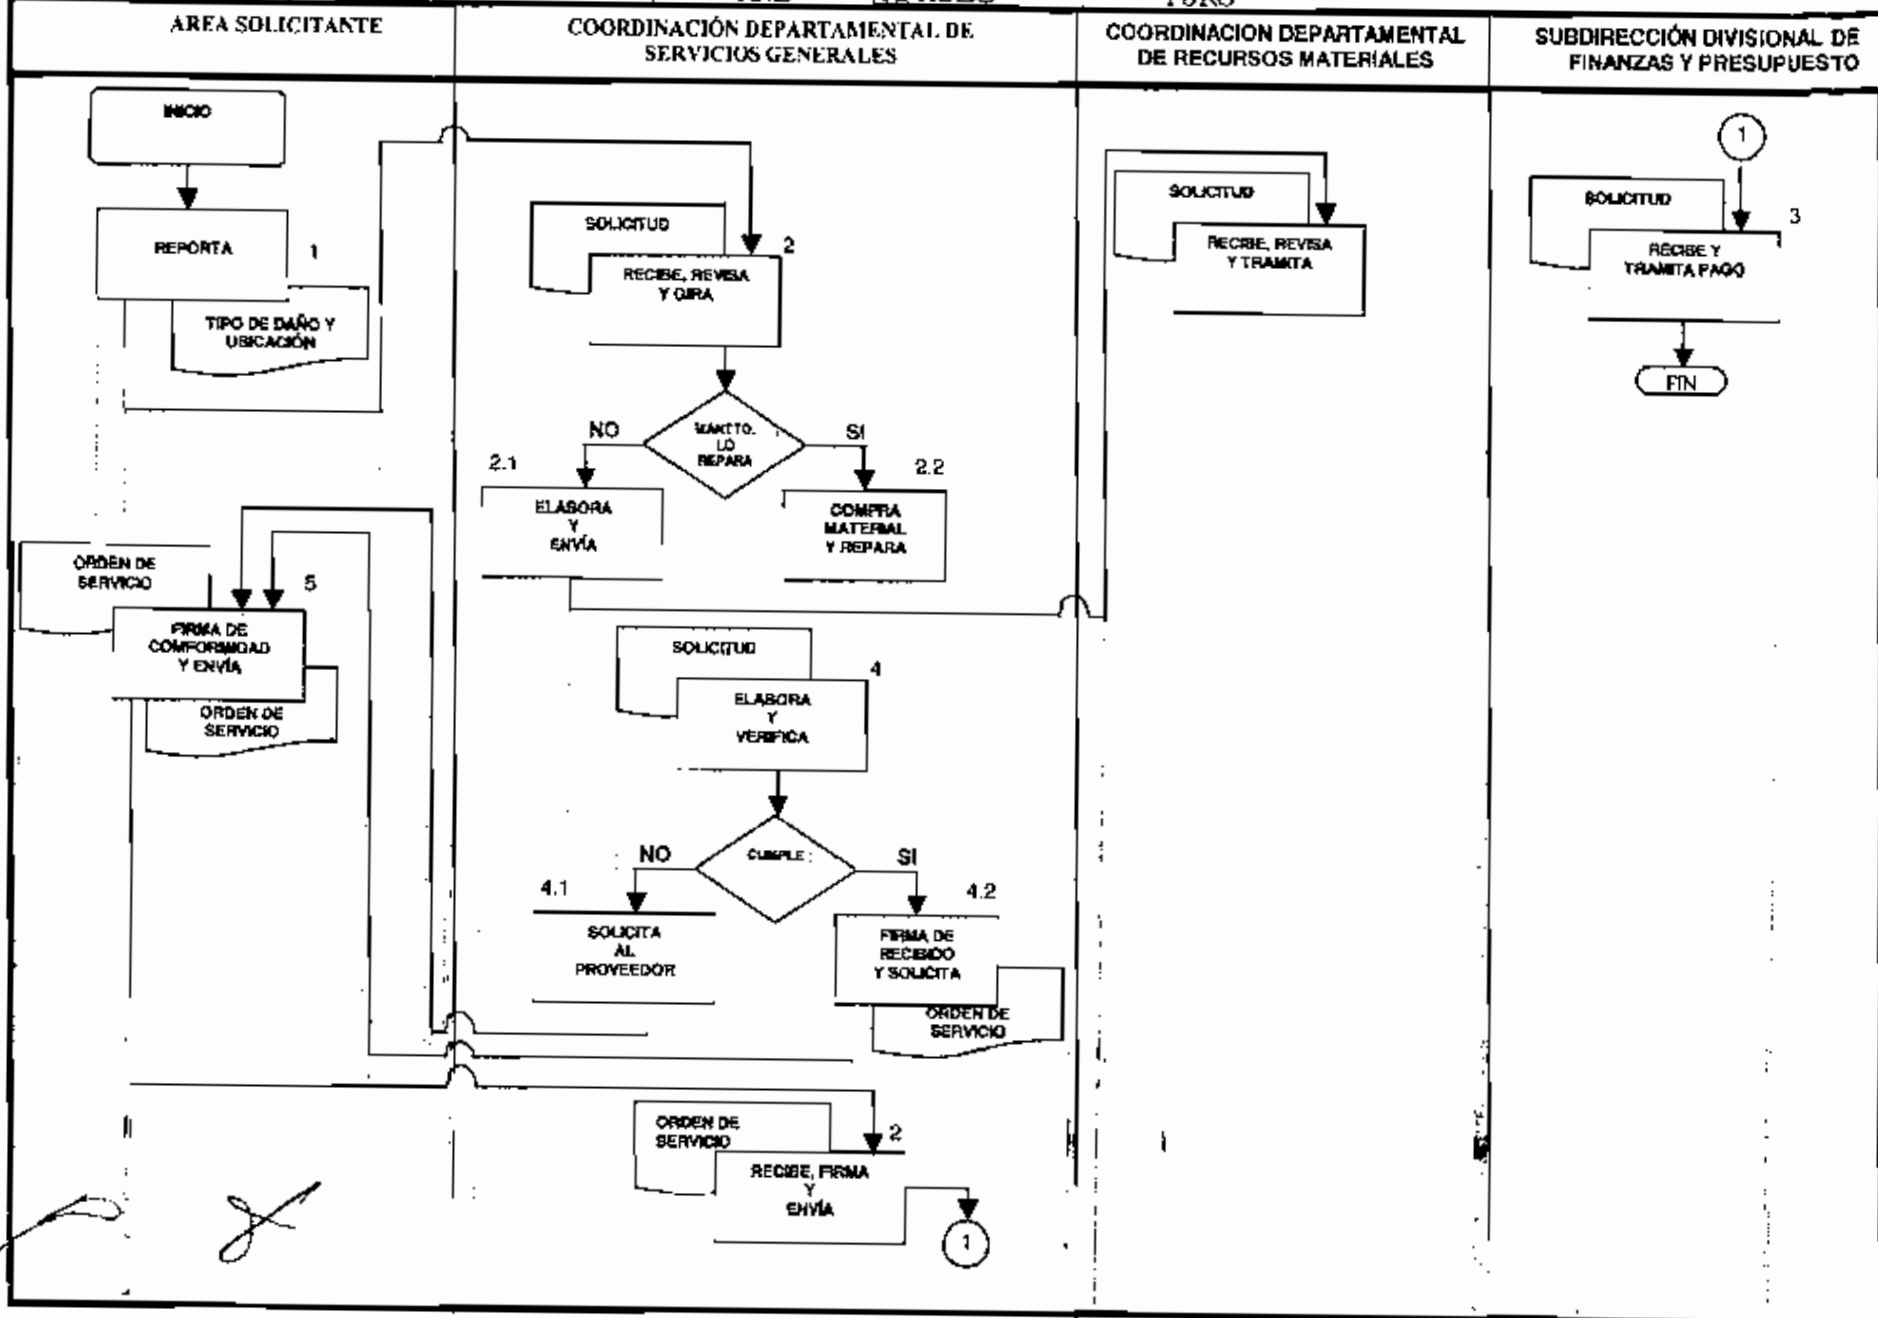 AREA SOLICITANTE
COORDINACIÓN DEPARTAMENTAL DE
SERVICIOS GENERALES
COORDINACION DEPARTAMENTAL
DE RECURSOS MATERIALES
SUBDIRECCIÓN DIVISIONAL DE
FINANZAS Y PRESUPUESTO
INICIO
REPORTA
1
TIPO DE DAÑO Y
UBICACIÓN
SOLICITUD
2
RECIBE, REVISA
Y GIRA
MANTTO.
LO
REPARA
NO
SI
2.1
ELABORA
Y
ENVÍA
2.2
COMPRA
MATERIAL
Y REPARA
SOLICITUD
RECIBE, REVISA
Y TRAMITA
1
SOLICITUD
3
RECIBE Y
TRAMITA PAGO
FIN
ORDEN DE
SERVICIO
5
FIRMA DE
CONFORMIDAD
Y ENVÍA
ORDEN DE
SERVICIO
SOLICITUD
4
ELABORA
Y
VERIFICA
CUMPLE
NO
SI
4.1
SOLICITA
AL
PROVEEDOR
4.2
FIRMA DE
RECIBIDO
Y SOLICITA
ORDEN DE
SERVICIO
ORDEN DE
SERVICIO
2
RECIBE, FIRMA
Y
ENVÍA
1